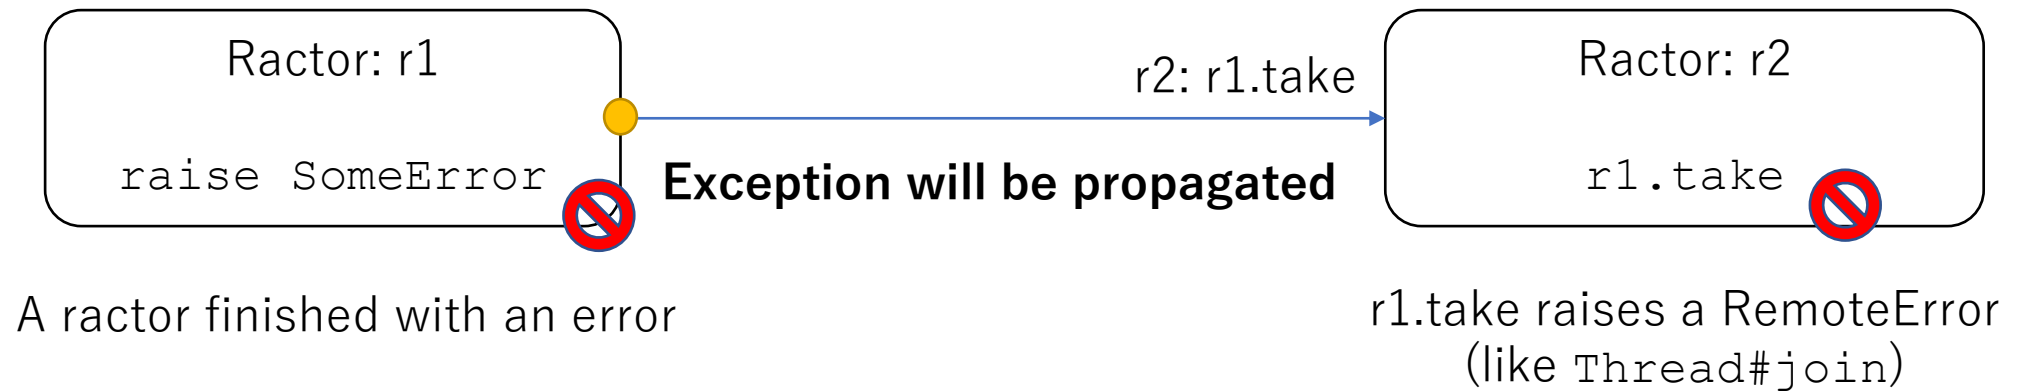 Ractor: r1
raise SomeError
A ractor finished with an error
r2: r1.take
Exception will be propagated
Ractor: r2
r1.take
r1.take raises a RemoteError
(like Thread#join)